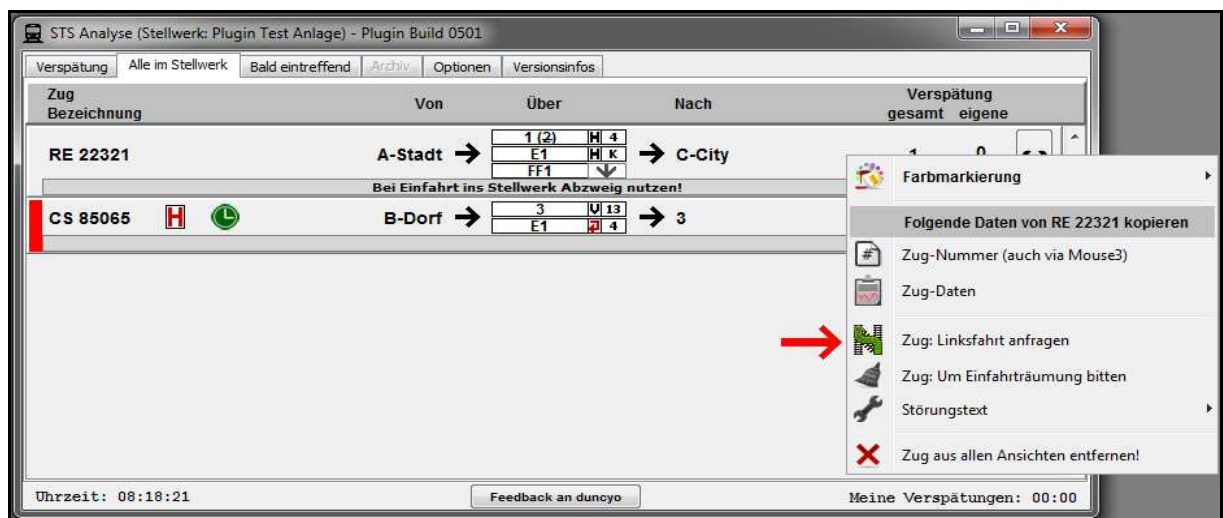 STS Analyse (Stellwerk: Plugin Test Anlage) - Plugin Build 0501
Verspätung Alle im Stellwerk Bald eintreffend Archiv Optionen Versionsinfos
Zug Bezeichnung Von Über Nach Verspätung gesamt eigene
RE 22321 A-Stadt C-City 1 0
1 (2) H 4
E1 H K
FF1
Bei Einfahrt ins Stellwerk Abzweig nutzen!
CS 85065 H B-Dorf 3
3 V 13
E1 4
Farbmarkierung
Folgende Daten von RE 22321 kopieren
# Zug-Nummer (auch via Mouse3)
Zug-Daten
Zug: Linksfahrt anfragen
Zug: Um Einfahrträumung bitten
Störungstext
Zug aus allen Ansichten entfernen!
Uhrzeit: 08:18:21 Feedback an duncyo Meine Verspätungen: 00:00